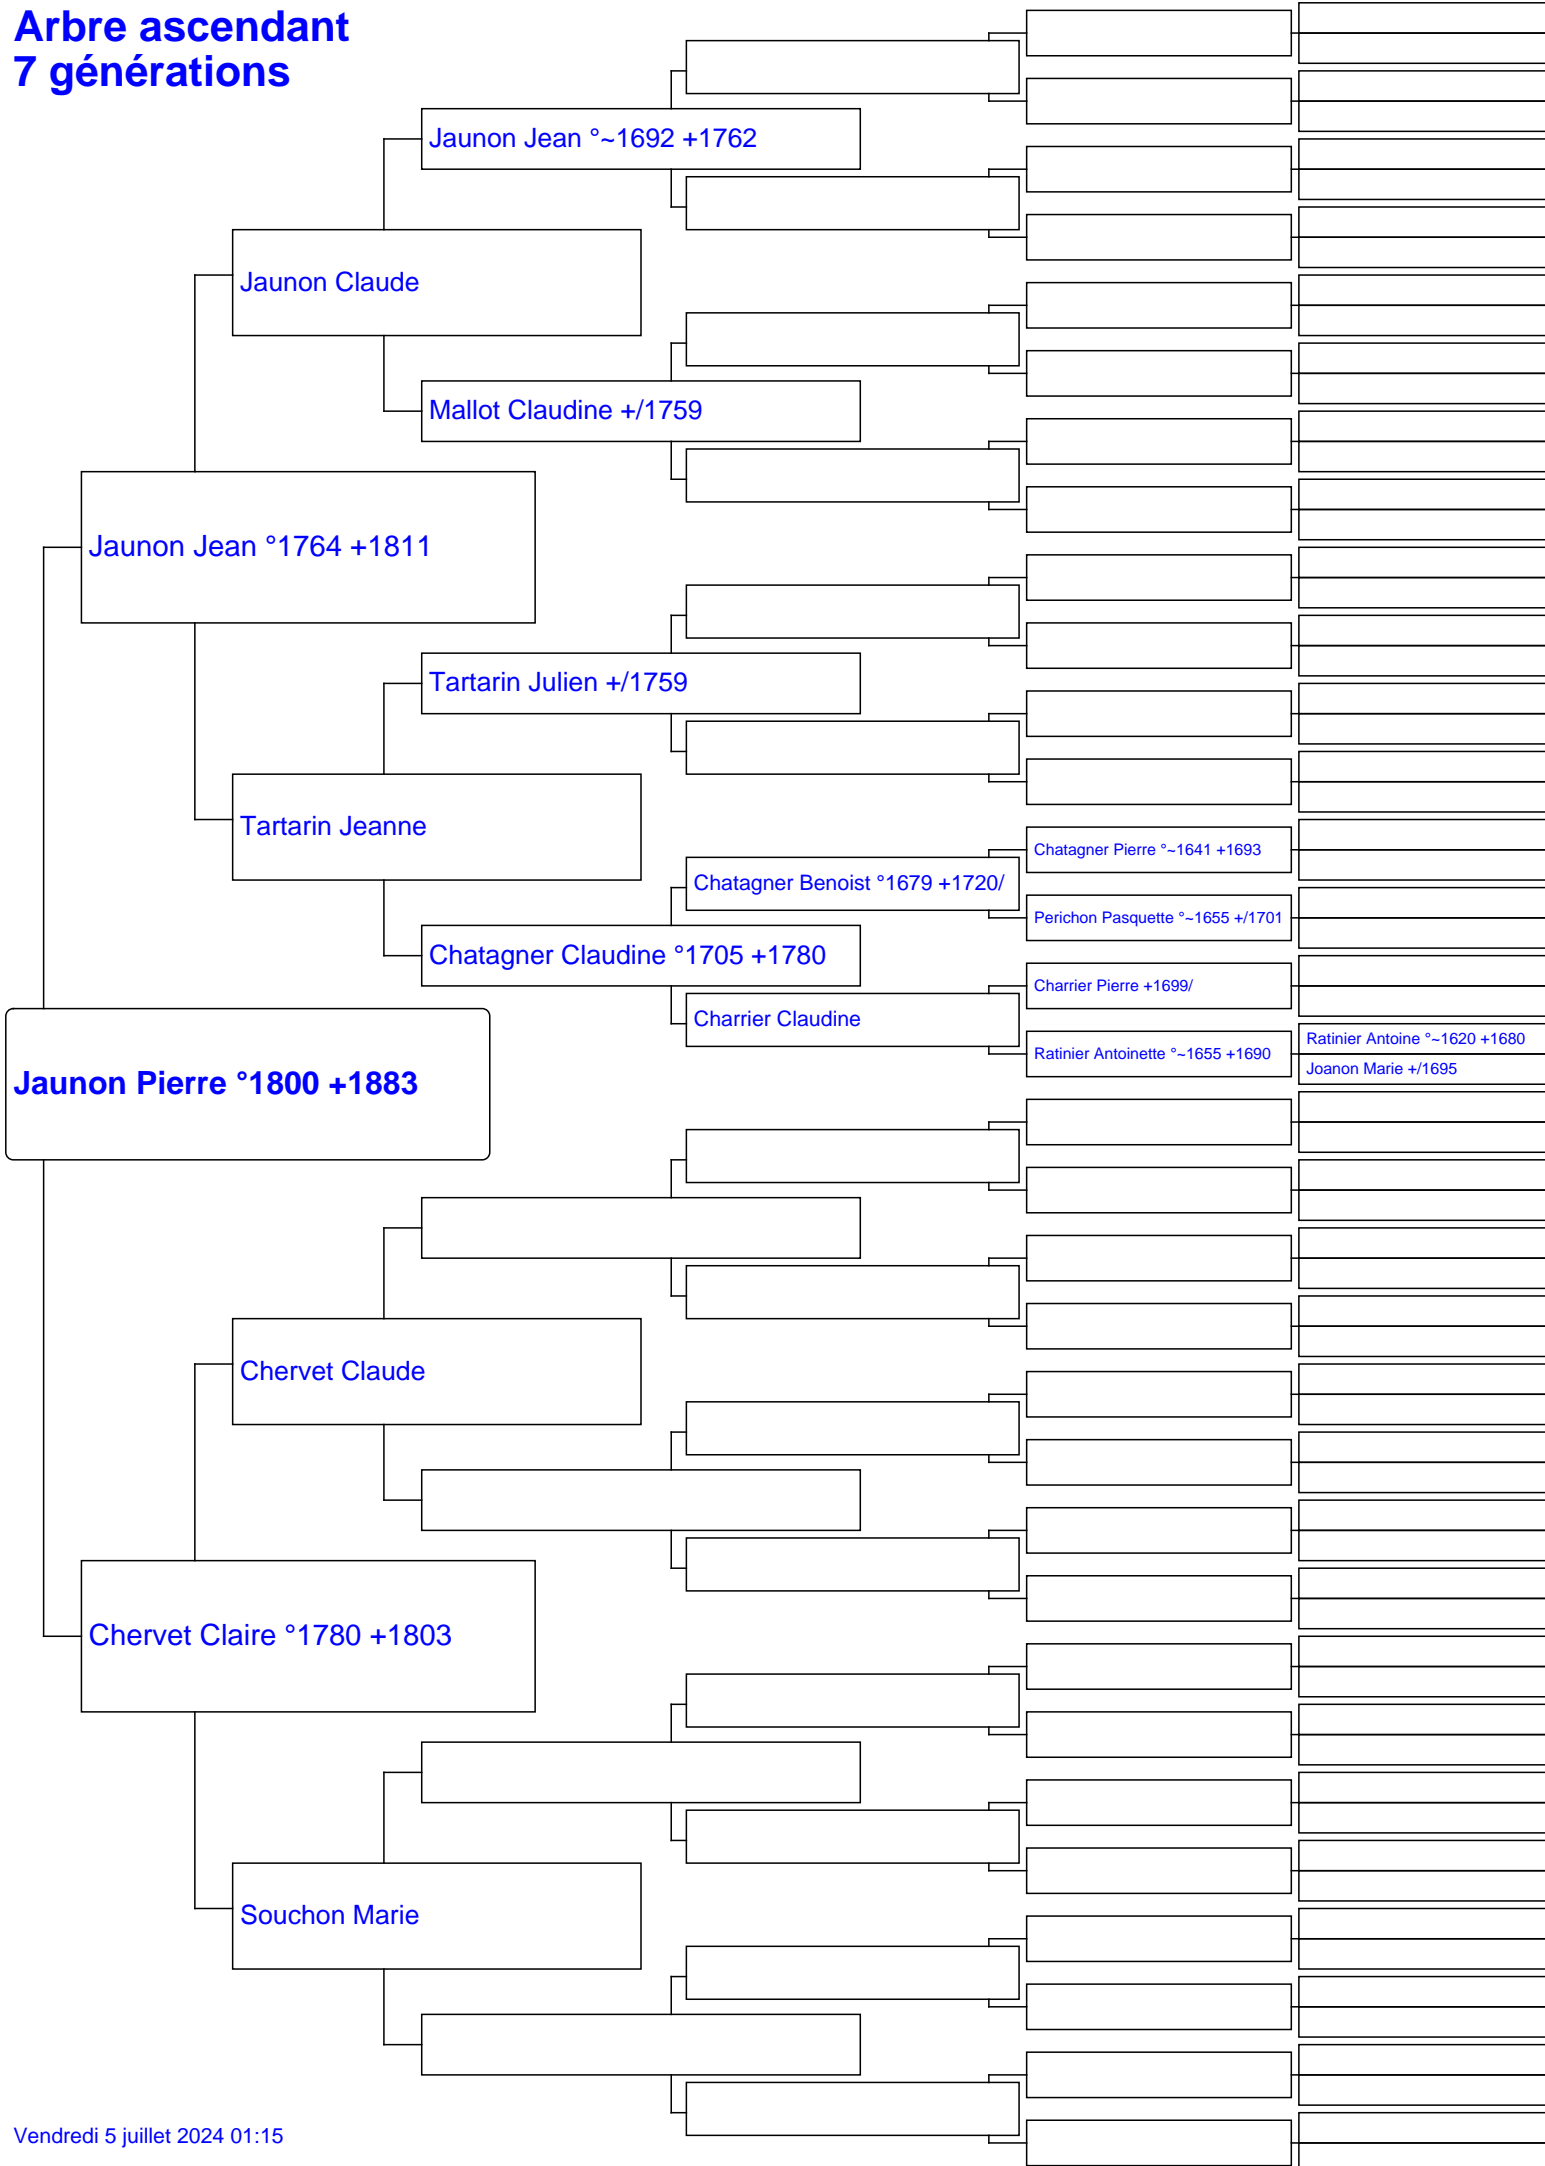 Arbre ascendant
7 générations
Jaunon Jean °~1692 +1762
Jaunon Claude
Mallot Claudine +/1759
Jaunon Jean °1764 +1811
Tartarin Julien +/1759
Tartarin Jeanne
Chatagner Pierre °~1641 +1693
Chatagner Benoist °1679 +1720/
Perichon Pasquette °~1655 +/1701
Chatagner Claudine °1705 +1780
Charrier Pierre +1699/
Charrier Claudine
Ratinier Antoine °~1620 +1680
Ratinier Antoinette °~1655 +1690
Joanon Marie +/1695
Jaunon Pierre °1800 +1883
Chervet Claude
Chervet Claire °1780 +1803
Souchon Marie
Vendredi 5 juillet 2024 01:15